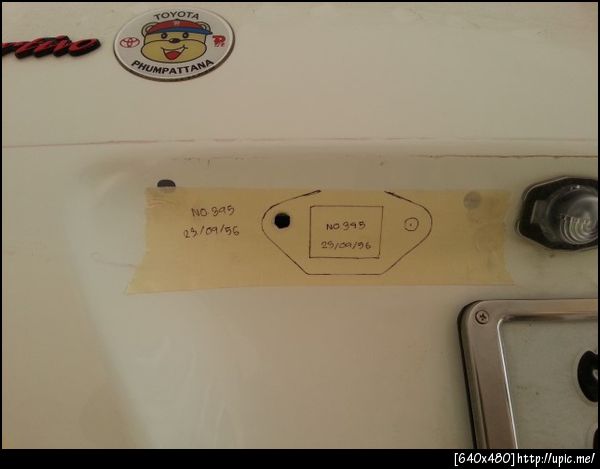 TOYOTA
PHUMPATTANA
NO.395
23/09/56
NO.395
23/09/56
[640x480]http://upic.me/